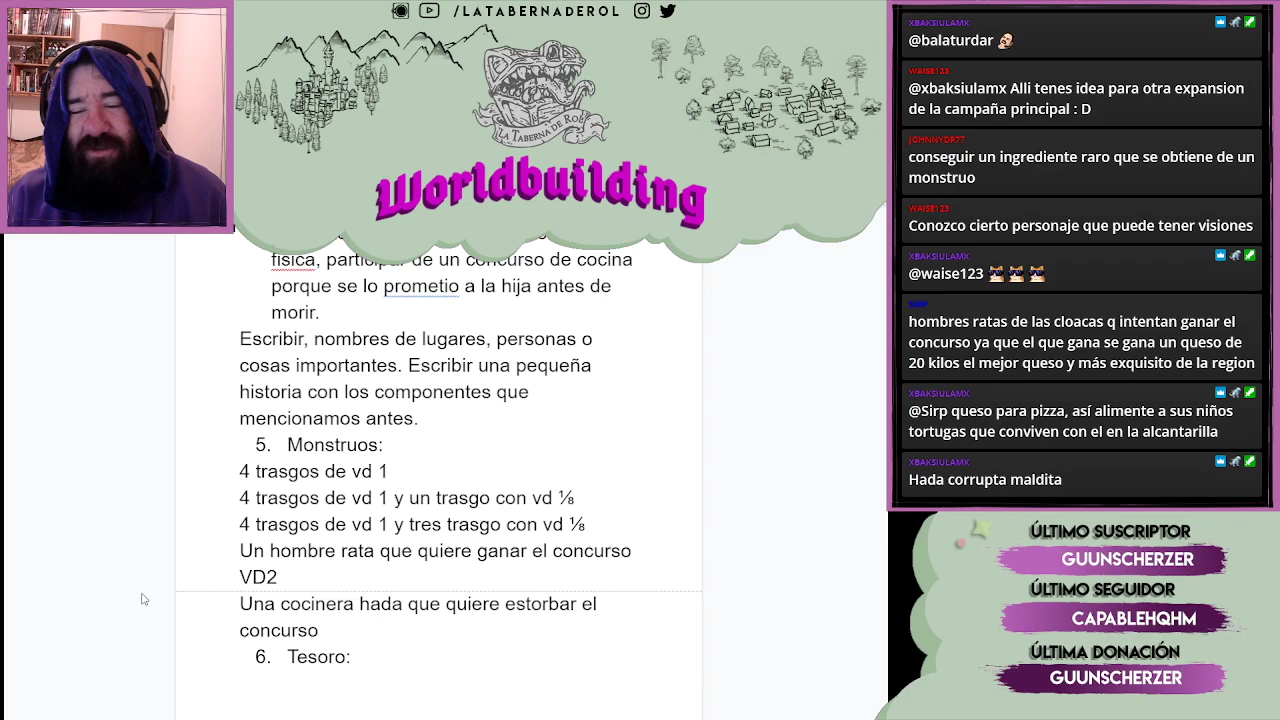 /LATABERNADEROL
LA TABERNA DE ROL
Worldbuilding
fisica, participar de un concurso de cocina
porque se lo prometio a la hija antes de
morir.
Escribir, nombres de lugares, personas o
cosas importantes. Escribir una pequeña
historia con los componentes que
mencionamos antes.
5. Monstruos:
4 trasgos de vd 1
4 trasgos de vd 1 y un trasgo con vd ⅛
4 trasgos de vd 1 y tres trasgo con vd ⅛
Un hombre rata que quiere ganar el concurso
VD2
Una cocinera hada que quiere estorbar el
concurso
6. Tesoro:
XBAKSIULAMX
@balaturdar
WAISE123
@xbaksiulamx Alli tenes idea para otra expansion
de la campaña principal : D
JOHNNYDR77
conseguir un ingrediente raro que se obtiene de un
monstruo
WAISE123
Conozco cierto personaje que puede tener visiones
XBAKSIULAMX
@waise123
hombres ratas de las cloacas q intentan ganar el
concurso ya que el que gana se gana un queso de
20 kilos el mejor queso y más exquisito de la region
XBAKSIULAMX
@Sirp queso para pizza, así alimente a sus niños
tortugas que conviven con el en la alcantarilla
XBAKSIULAMX
Hada corrupta maldita
ÚLTIMO SUSCRIPTOR
GUUNSCHERZER
ÚLTIMO SEGUIDOR
CAPABLEHQHM
ÚLTIMA DONACIÓN
GUUNSCHERZER